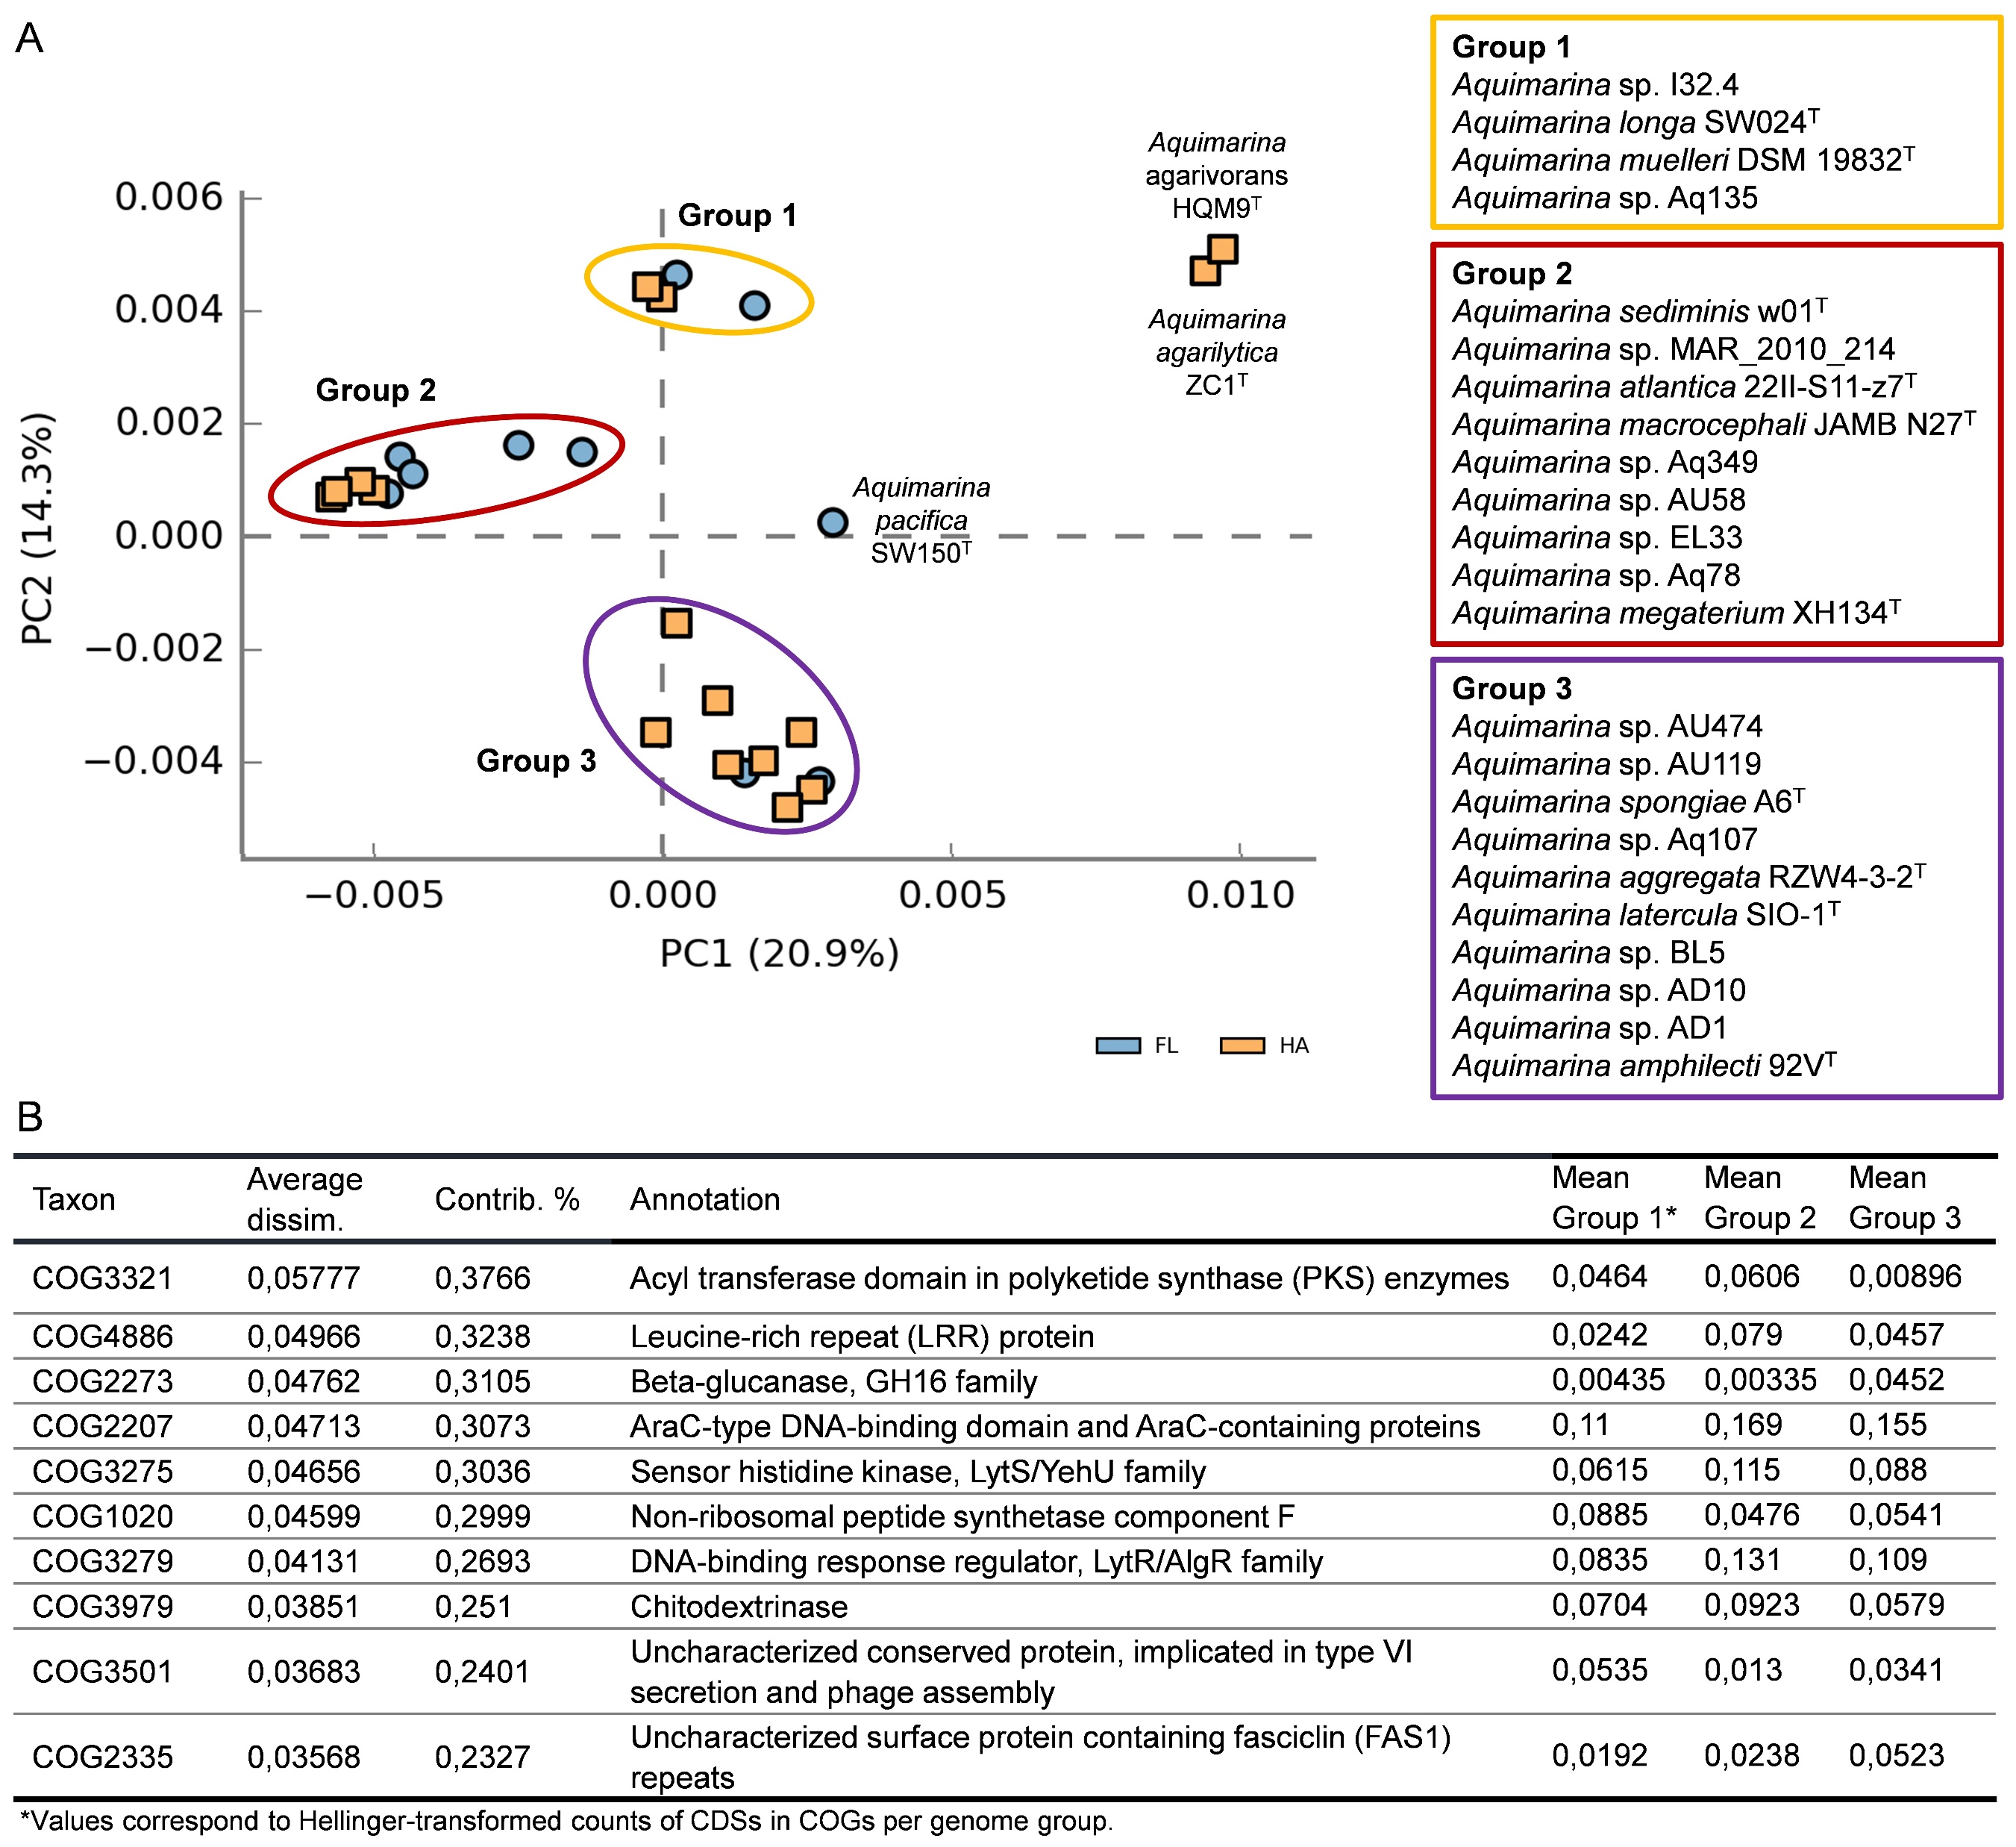 A
Group 1
Aquimarina sp. I32.4
Aquimarina longa SW024ᵀ
Aquimarina muelleri DSM 19832ᵀ
Aquimarina sp. Aq135
Group 2
Aquimarina sediminis w01ᵀ
Aquimarina sp. MAR_2010_214
Aquimarina atlantica 22II-S11-z7ᵀ
Aquimarina macrocephali JAMB N27ᵀ
Aquimarina sp. Aq349
Aquimarina sp. AU58
Aquimarina sp. EL33
Aquimarina sp. Aq78
Aquimarina megaterium XH134ᵀ
Group 3
Aquimarina sp. AU474
Aquimarina sp. AU119
Aquimarina spongiae A6ᵀ
Aquimarina sp. Aq107
Aquimarina aggregata RZW4-3-2ᵀ
Aquimarina latercula SIO-1ᵀ
Aquimarina sp. BL5
Aquimarina sp. AD10
Aquimarina sp. AD1
Aquimarina amphilecti 92Vᵀ
PC2 (14.3%)
0.006
0.004
0.002
0.000
−0.002
−0.004
Group 1
Group 2
Group 3
Aquimarina
agarivorans
HQM9ᵀ
Aquimarina
agarilytica
ZC1ᵀ
Aquimarina
pacifica
SW150ᵀ
−0.005 0.000 0.005 0.010
PC1 (20.9%)
FL HA
B
Taxon Average dissim. Contrib. % Annotation Mean Group 1* Mean Group 2 Mean Group 3
COG3321 0,05777 0,3766 Acyl transferase domain in polyketide synthase (PKS) enzymes 0,0464 0,0606 0,00896
COG4886 0,04966 0,3238 Leucine-rich repeat (LRR) protein 0,0242 0,079 0,0457
COG2273 0,04762 0,3105 Beta-glucanase, GH16 family 0,00435 0,00335 0,0452
COG2207 0,04713 0,3073 AraC-type DNA-binding domain and AraC-containing proteins 0,11 0,169 0,155
COG3275 0,04656 0,3036 Sensor histidine kinase, LytS/YehU family 0,0615 0,115 0,088
COG1020 0,04599 0,2999 Non-ribosomal peptide synthetase component F 0,0885 0,0476 0,0541
COG3279 0,04131 0,2693 DNA-binding response regulator, LytR/AlgR family 0,0835 0,131 0,109
COG3979 0,03851 0,251 Chitodextrinase 0,0704 0,0923 0,0579
COG3501 0,03683 0,2401 Uncharacterized conserved protein, implicated in type VI
secretion and phage assembly 0,0535 0,013 0,0341
COG2335 0,03568 0,2327 Uncharacterized surface protein containing fasciclin (FAS1)
repeats 0,0192 0,0238 0,0523
*Values correspond to Hellinger-transformed counts of CDSs in COGs per genome group.